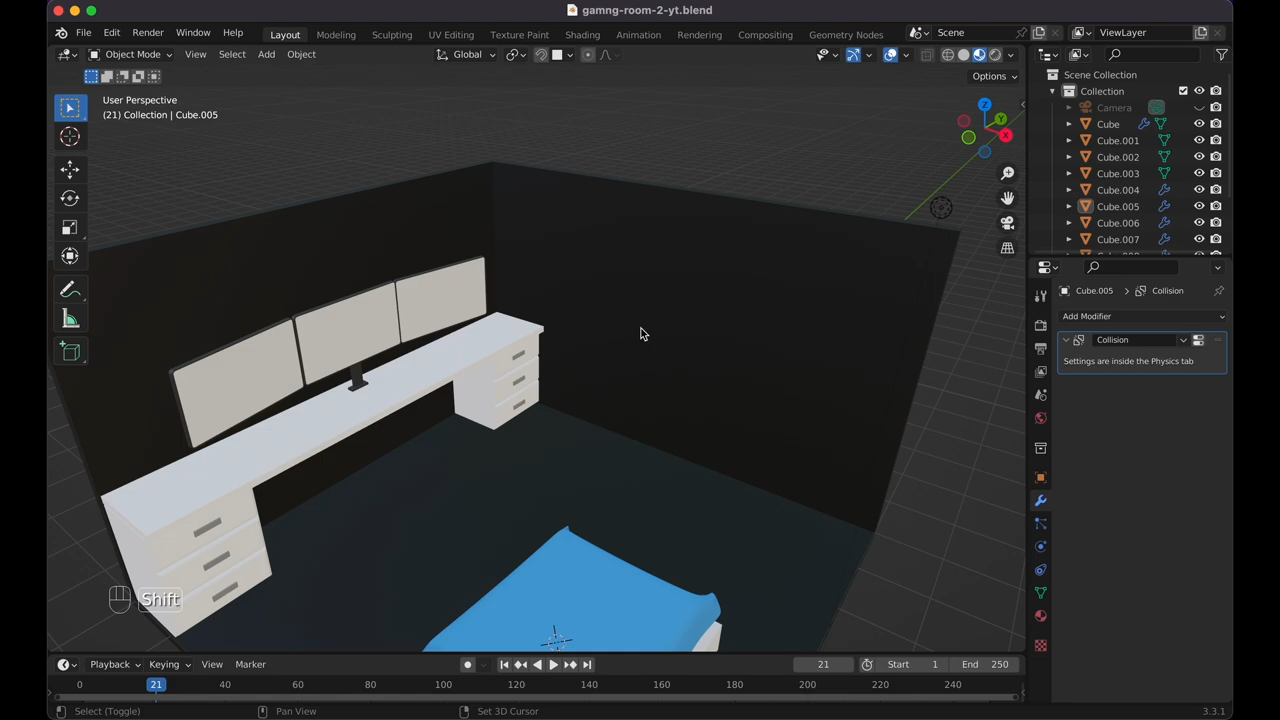 gamng-room-2-yt.blend
File Edit Render Window Help Layout Modeling Sculpting UV Editing Texture Paint Shading Animation Rendering Compositing Geometry Nodes Scene ViewLayer
Object Mode View Select Add Object Global
Options
User Perspective
(21) Collection | Cube.005
Z
Y
X
Scene Collection
Collection
Camera
Cube
Cube.001
Cube.002
Cube.003
Cube.004
Cube.005
Cube.006
Cube.007
Cube.005 > Collision
Add Modifier
Collision
Settings are inside the Physics tab
Shift
Playback Keying View Marker 21 Start 1 End 250
0 21 40 60 80 100 120 140 160 180 200 220 240
Select (Toggle) Pan View Set 3D Cursor 3.3.1